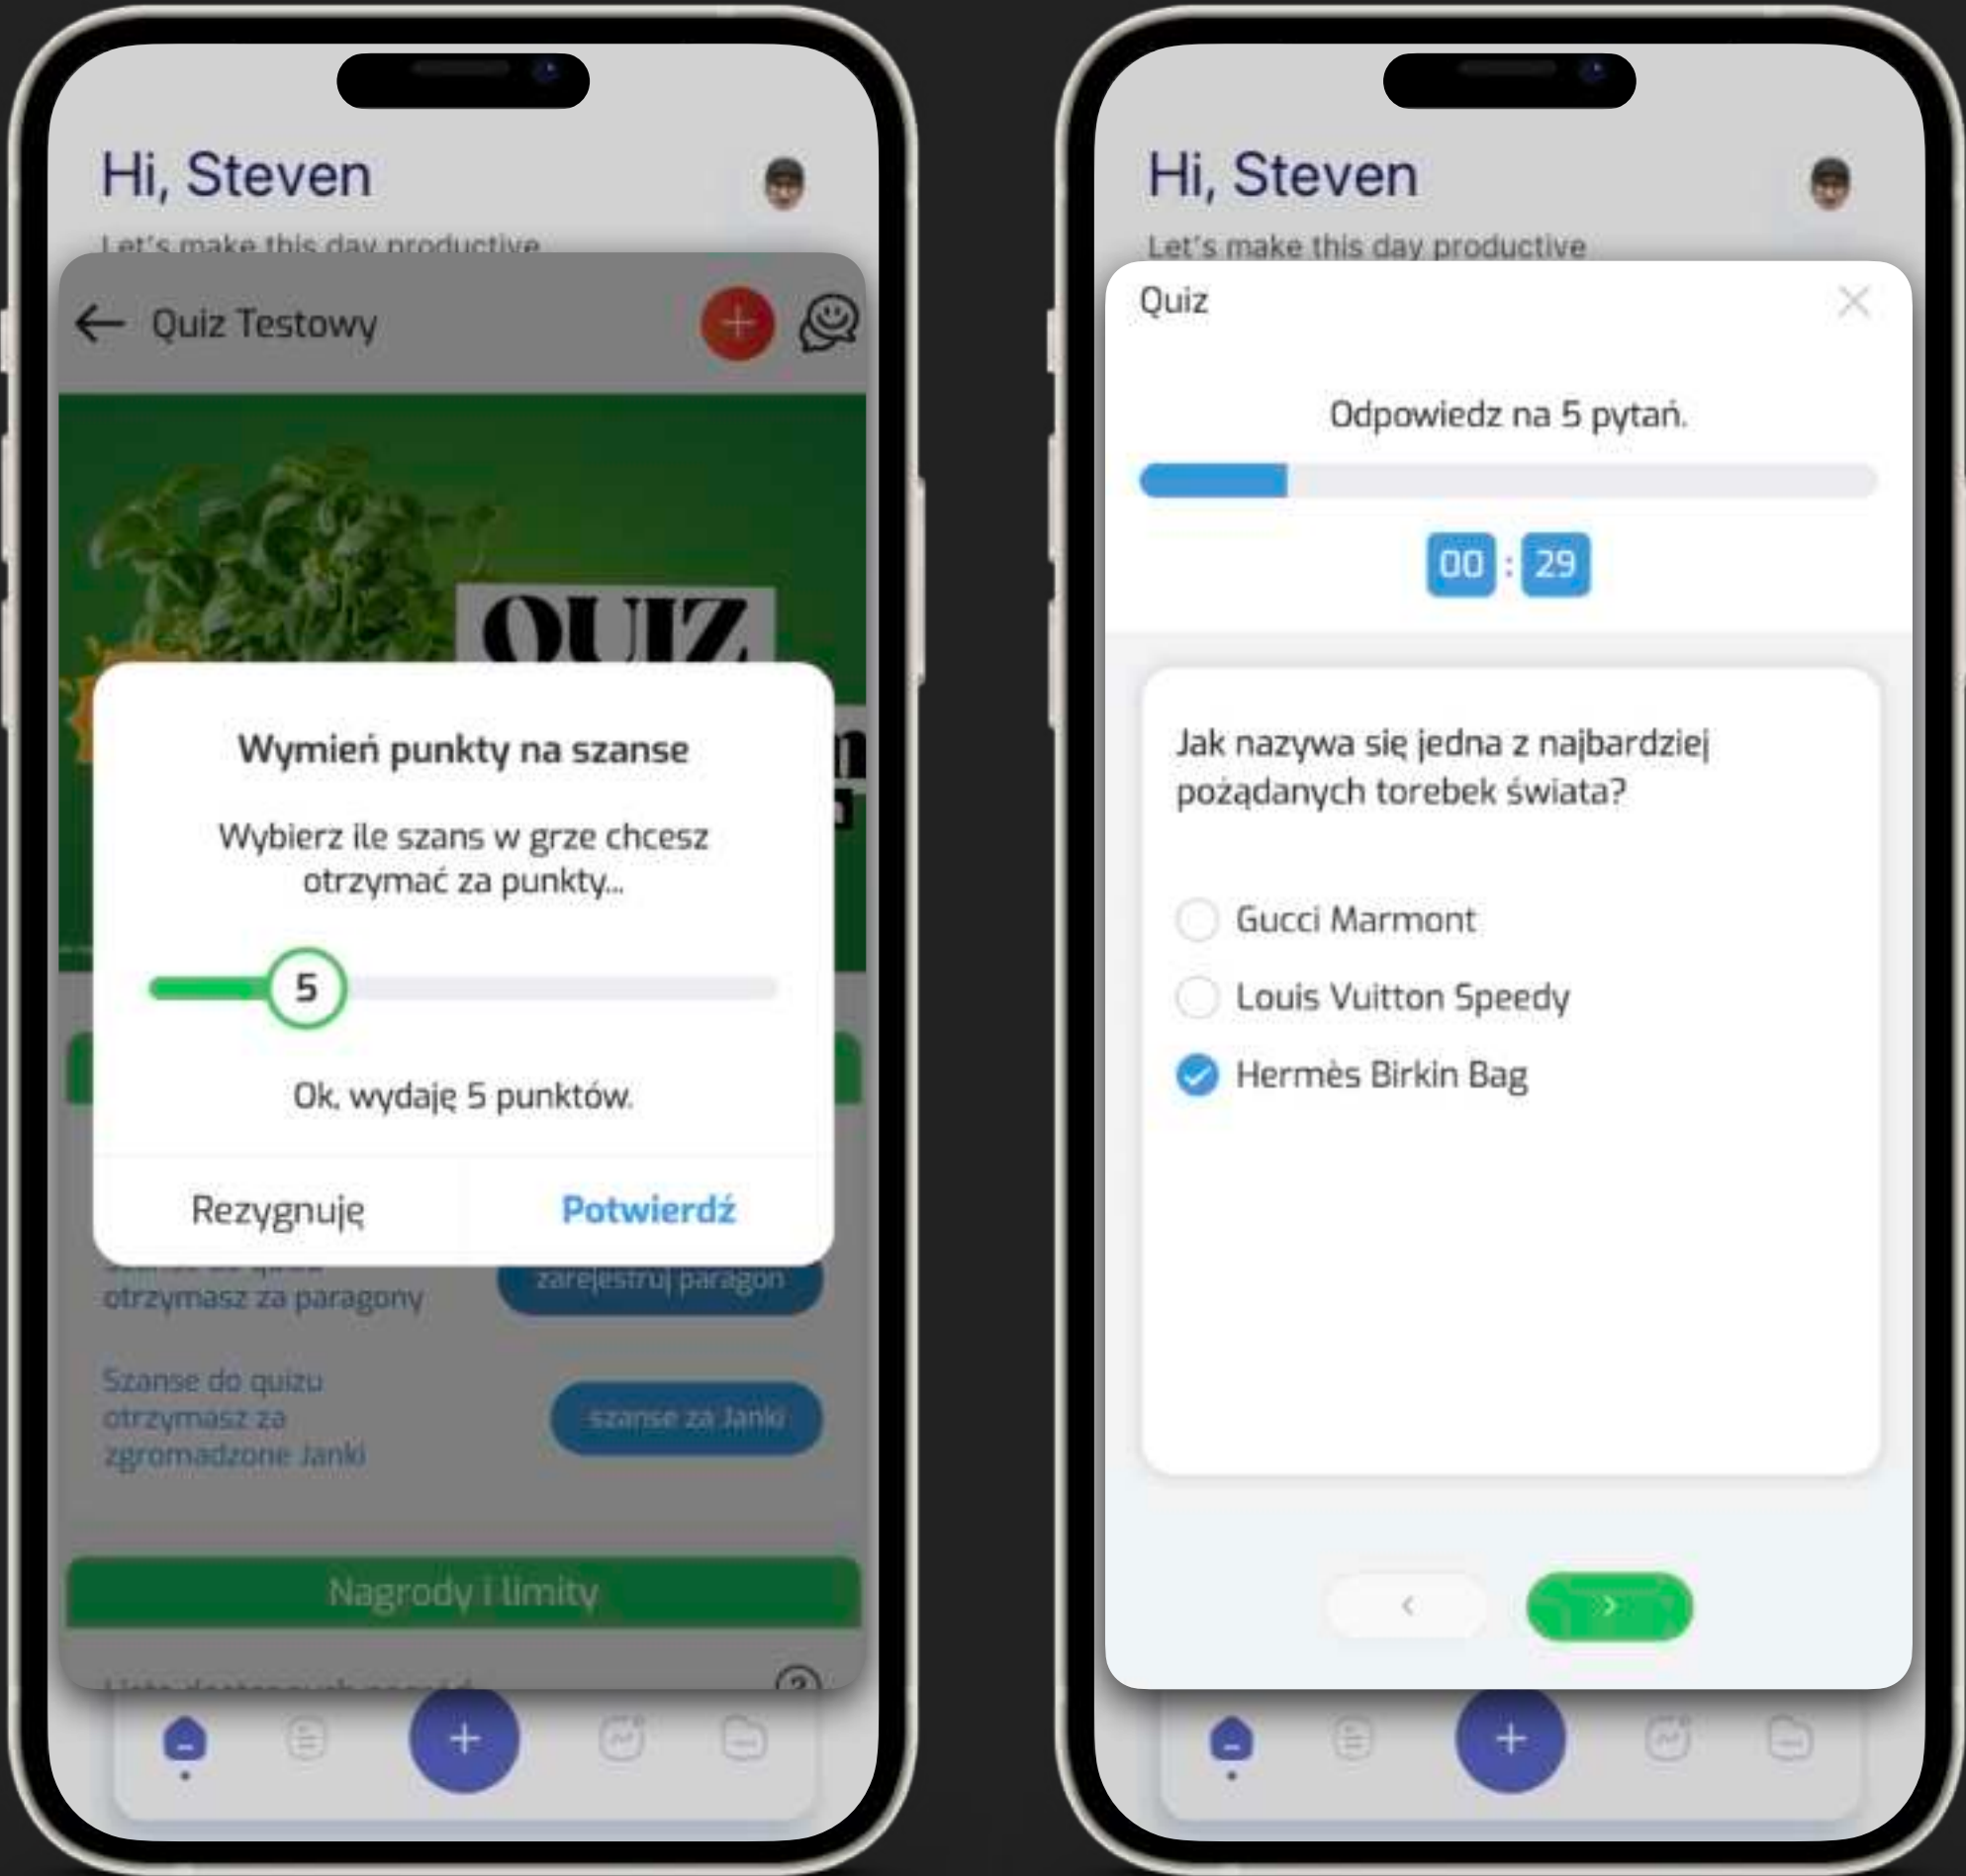 Hi, Steven
Let's make this day productive
Quiz Testowy
QUIZ
Wymień punkty na szanse
Wybierz ile szans w grze chcesz
otrzymać za punkty...
5
Ok, wydaję 5 punktów.
Rezygnuję
Potwierdź
otrzymasz za paragony
zarejestruj paragon
Szanse do quizu
otrzymasz za
zgromadzone Janki
szanse za Janki
Nagrody i limity
Hi, Steven
Let's make this day productive
Quiz
Odpowiedz na 5 pytań.
00 : 29
Jak nazywa się jedna z najbardziej
pożądanych torebek świata?
Gucci Marmont
Louis Vuitton Speedy
Hermès Birkin Bag